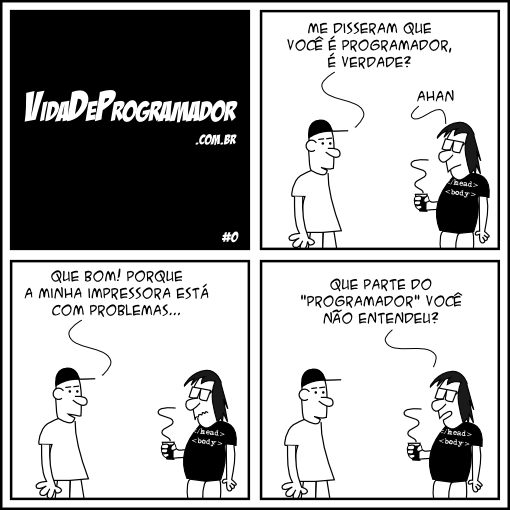 VIDADEPROGRAMADOR
.COM.BR
#0
ME DISSERAM QUE
VOCÊ É PROGRAMADOR,
É VERDADE?
AHAN
</head>
<body>
QUE BOM! PORQUE
A MINHA IMPRESSORA ESTÁ
COM PROBLEMAS...
</head>
<body>
QUE PARTE DO
"PROGRAMADOR" VOCÊ
NÃO ENTENDEU?
</head>
<body>